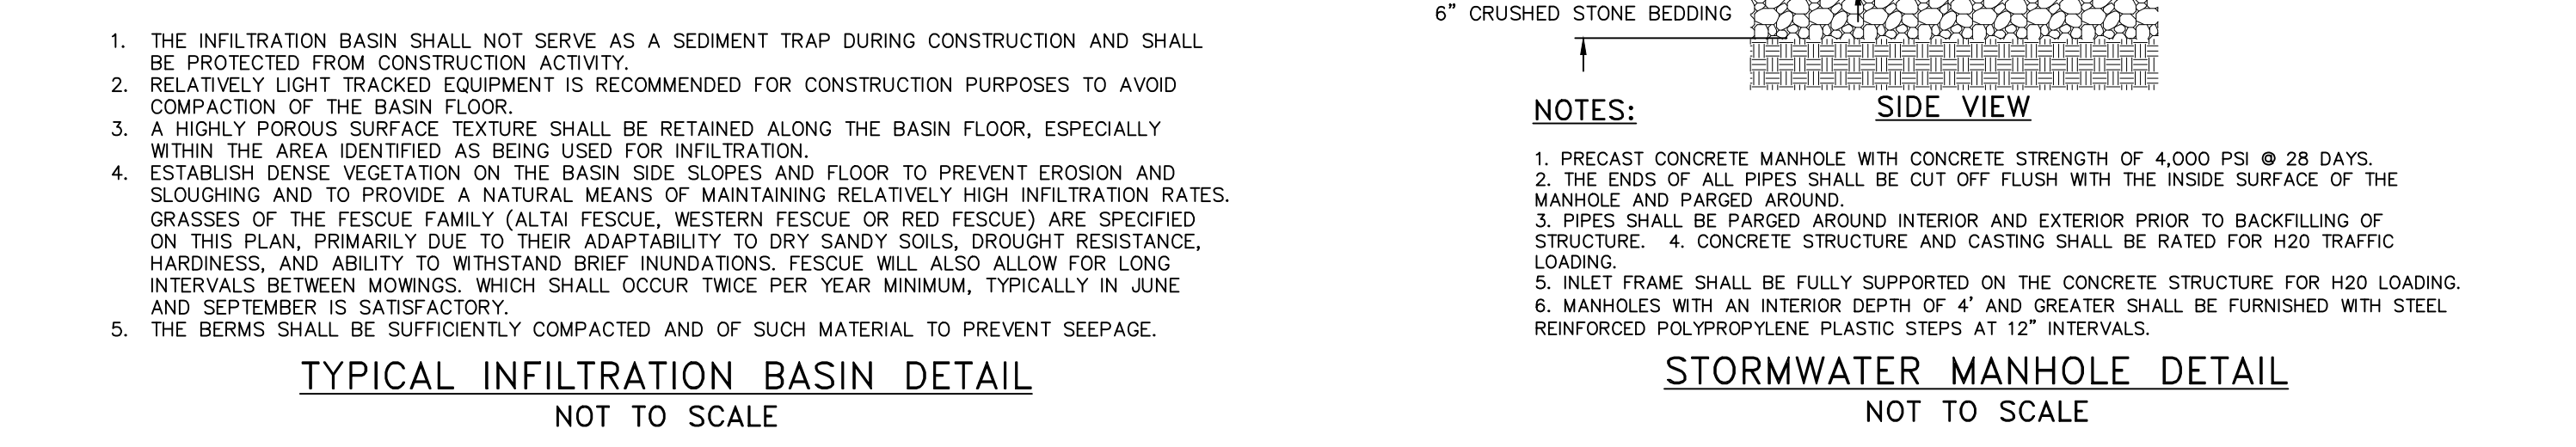 1. THE INFILTRATION BASIN SHALL NOT SERVE AS A SEDIMENT TRAP DURING CONSTRUCTION AND SHALL
BE PROTECTED FROM CONSTRUCTION ACTIVITY.
2. RELATIVELY LIGHT TRACKED EQUIPMENT IS RECOMMENDED FOR CONSTRUCTION PURPOSES TO AVOID
COMPACTION OF THE BASIN FLOOR.
3. A HIGHLY POROUS SURFACE TEXTURE SHALL BE RETAINED ALONG THE BASIN FLOOR, ESPECIALLY
WITHIN THE AREA IDENTIFIED AS BEING USED FOR INFILTRATION.
4. ESTABLISH DENSE VEGETATION ON THE BASIN SIDE SLOPES AND FLOOR TO PREVENT EROSION AND
SLOUGHING AND TO PROVIDE A NATURAL MEANS OF MAINTAINING RELATIVELY HIGH INFILTRATION RATES.
GRASSES OF THE FESCUE FAMILY (ALTAI FESCUE, WESTERN FESCUE OR RED FESCUE) ARE SPECIFIED
ON THIS PLAN, PRIMARILY DUE TO THEIR ADAPTABILITY TO DRY SANDY SOILS, DROUGHT RESISTANCE,
HARDINESS, AND ABILITY TO WITHSTAND BRIEF INUNDATIONS. FESCUE WILL ALSO ALLOW FOR LONG
INTERVALS BETWEEN MOWINGS. WHICH SHALL OCCUR TWICE PER YEAR MINIMUM, TYPICALLY IN JUNE
AND SEPTEMBER IS SATISFACTORY.
5. THE BERMS SHALL BE SUFFICIENTLY COMPACTED AND OF SUCH MATERIAL TO PREVENT SEEPAGE.
TYPICAL INFILTRATION BASIN DETAIL
NOT TO SCALE
6" CRUSHED STONE BEDDING
SIDE VIEW
NOTES:
1. PRECAST CONCRETE MANHOLE WITH CONCRETE STRENGTH OF 4,000 PSI @ 28 DAYS.
2. THE ENDS OF ALL PIPES SHALL BE CUT OFF FLUSH WITH THE INSIDE SURFACE OF THE
MANHOLE AND PARGED AROUND.
3. PIPES SHALL BE PARGED AROUND INTERIOR AND EXTERIOR PRIOR TO BACKFILLING OF
STRUCTURE. 4. CONCRETE STRUCTURE AND CASTING SHALL BE RATED FOR H20 TRAFFIC
LOADING.
5. INLET FRAME SHALL BE FULLY SUPPORTED ON THE CONCRETE STRUCTURE FOR H20 LOADING.
6. MANHOLES WITH AN INTERIOR DEPTH OF 4' AND GREATER SHALL BE FURNISHED WITH STEEL
REINFORCED POLYPROPYLENE PLASTIC STEPS AT 12" INTERVALS.
STORMWATER MANHOLE DETAIL
NOT TO SCALE